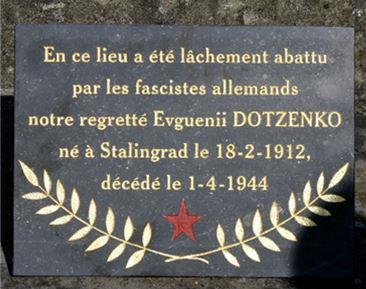 En ce lieu a été lâchement abattu
par les fascistes allemands
notre regretté Evguenii DOTZENKO
né à Stalingrad le 18-2-1912,
décédé le 1-4-1944